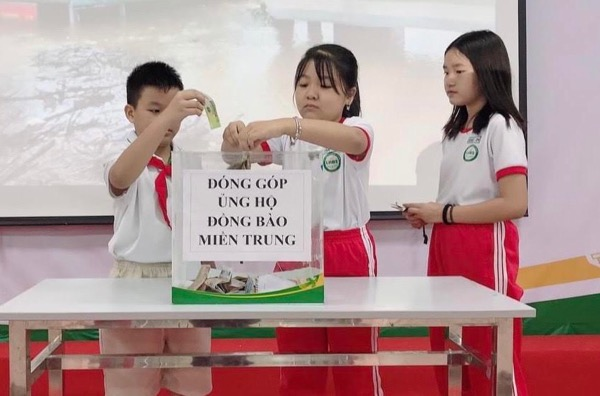 ĐÓNG GÓP
ỦNG HỘ
ĐỒNG BÀO
MIỀN TRUNG